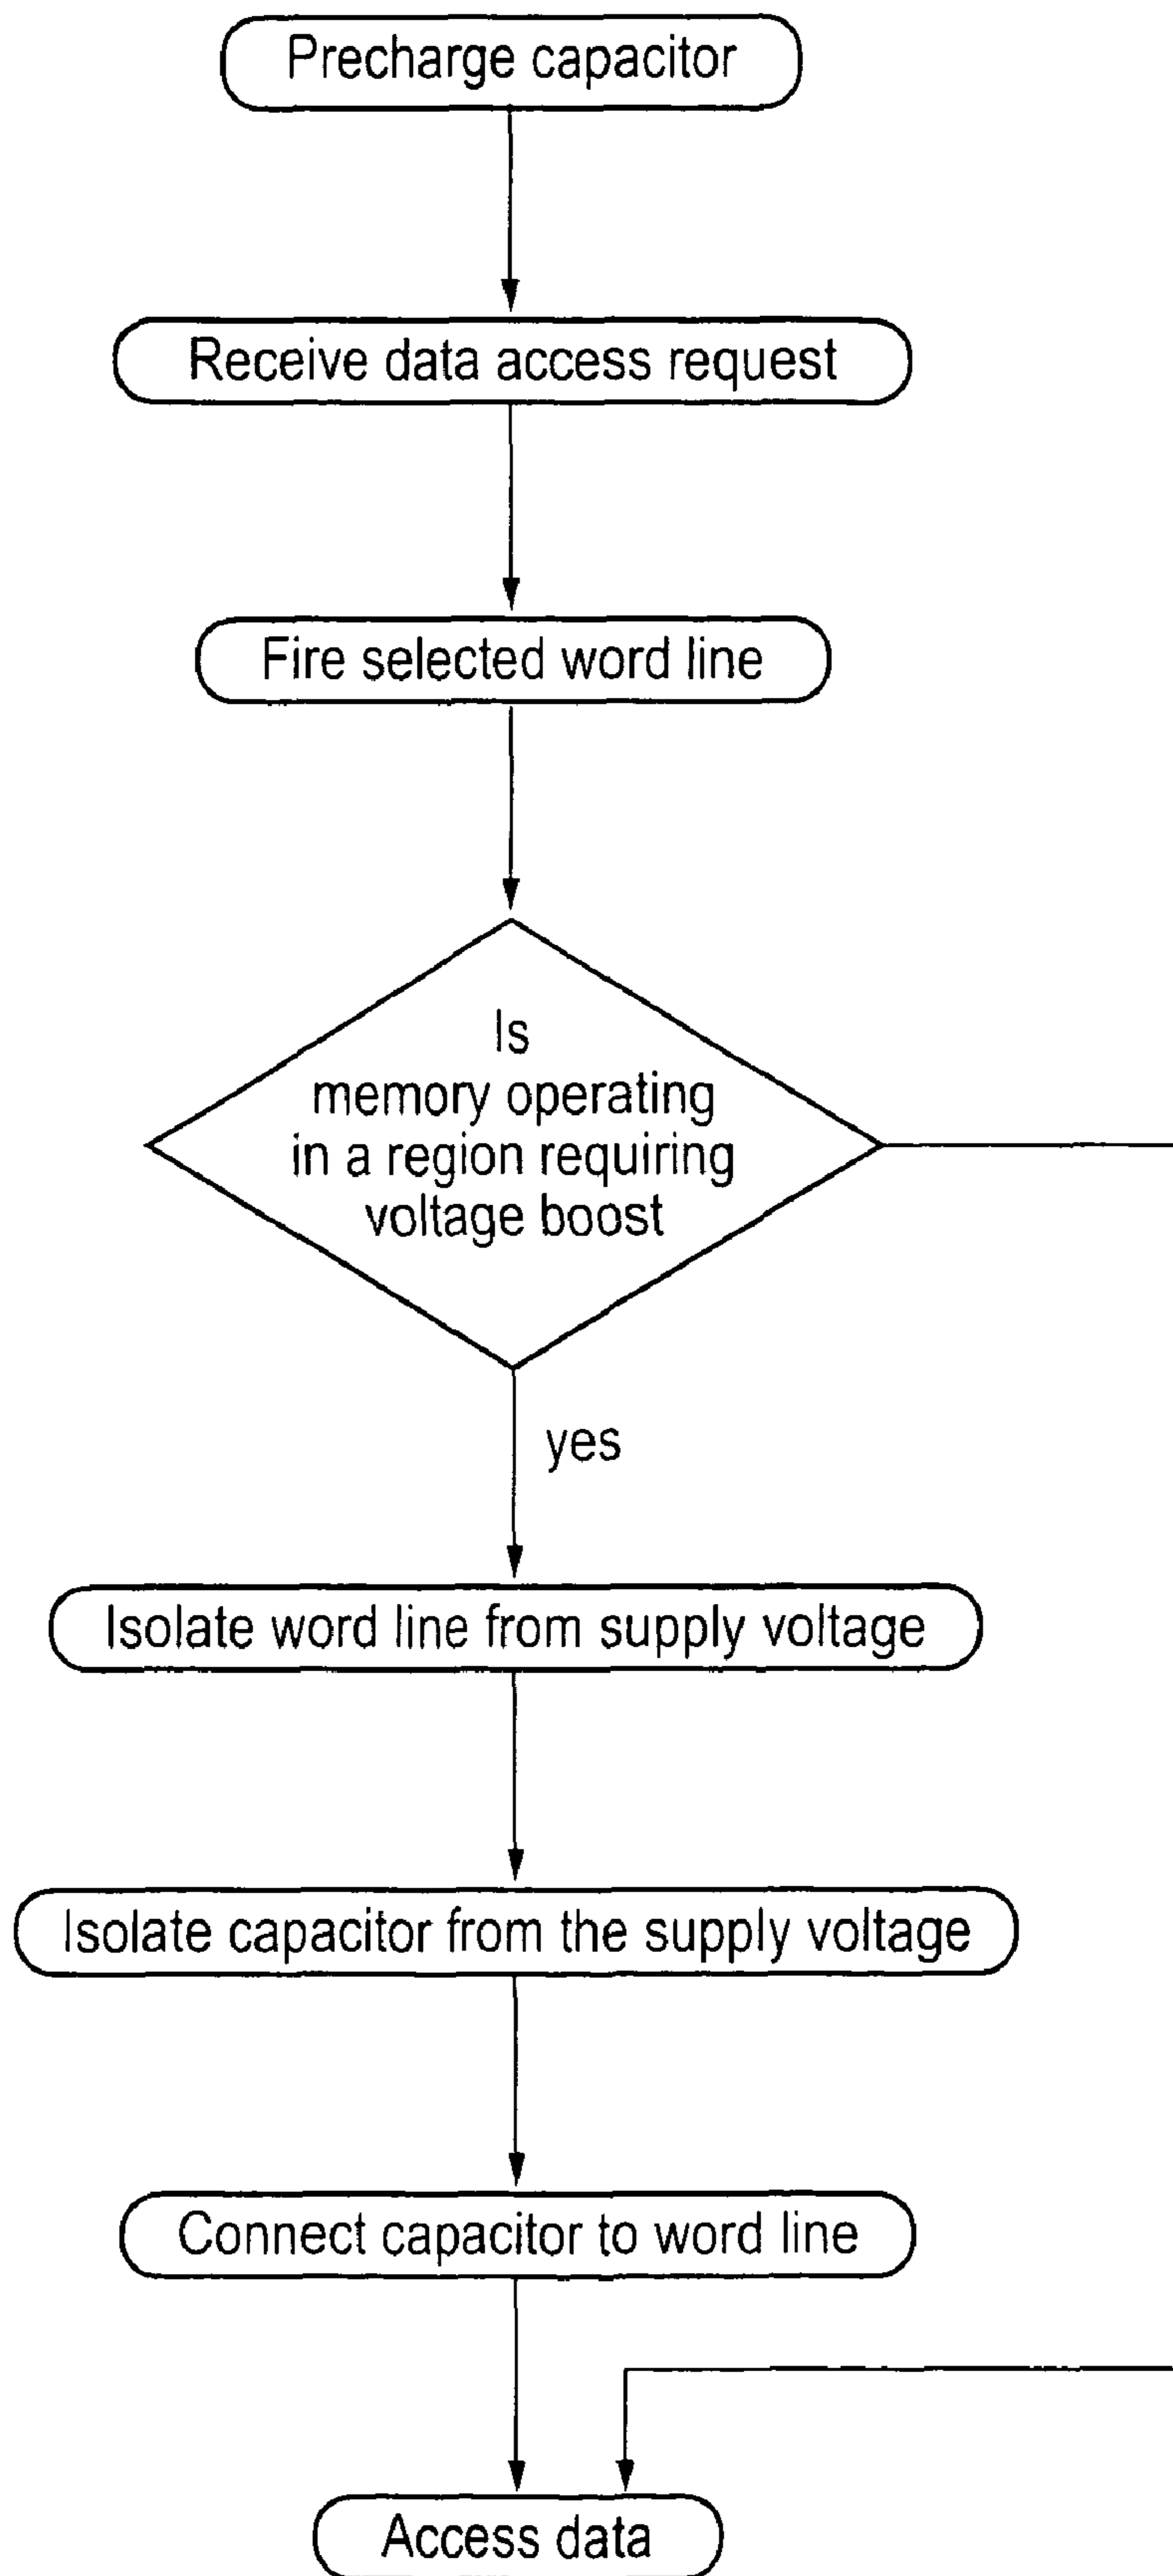 Precharge capacitor
Receive data access request
Fire selected word line
Is
memory operating
in a region requiring
voltage boost
yes
Isolate word line from supply voltage
Isolate capacitor from the supply voltage
Connect capacitor to word line
Access data